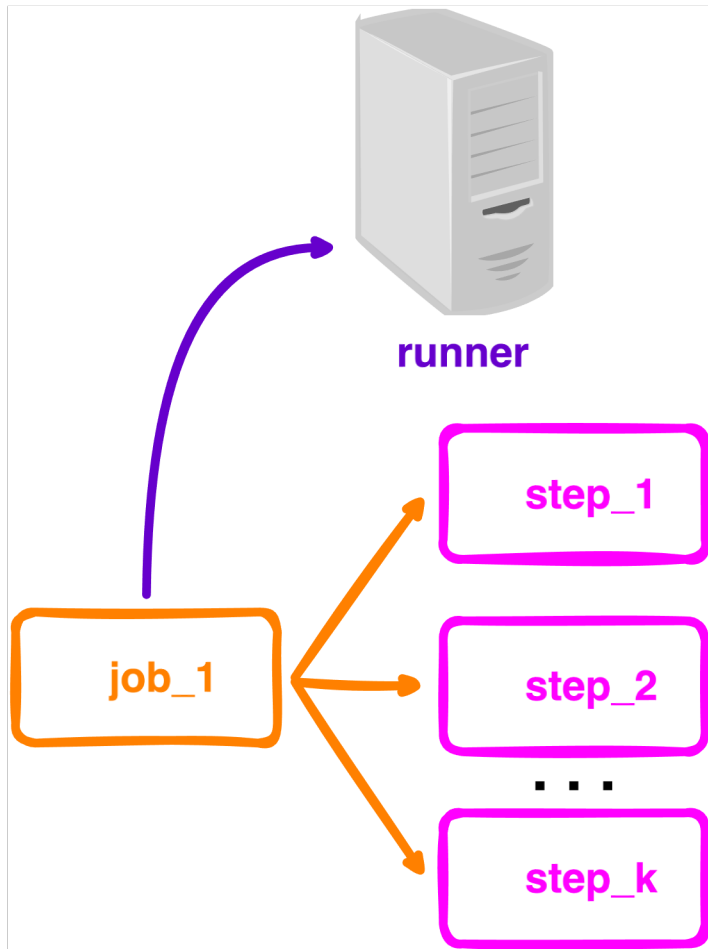 runner
step_1
job_1
step_2
. . .
step_k